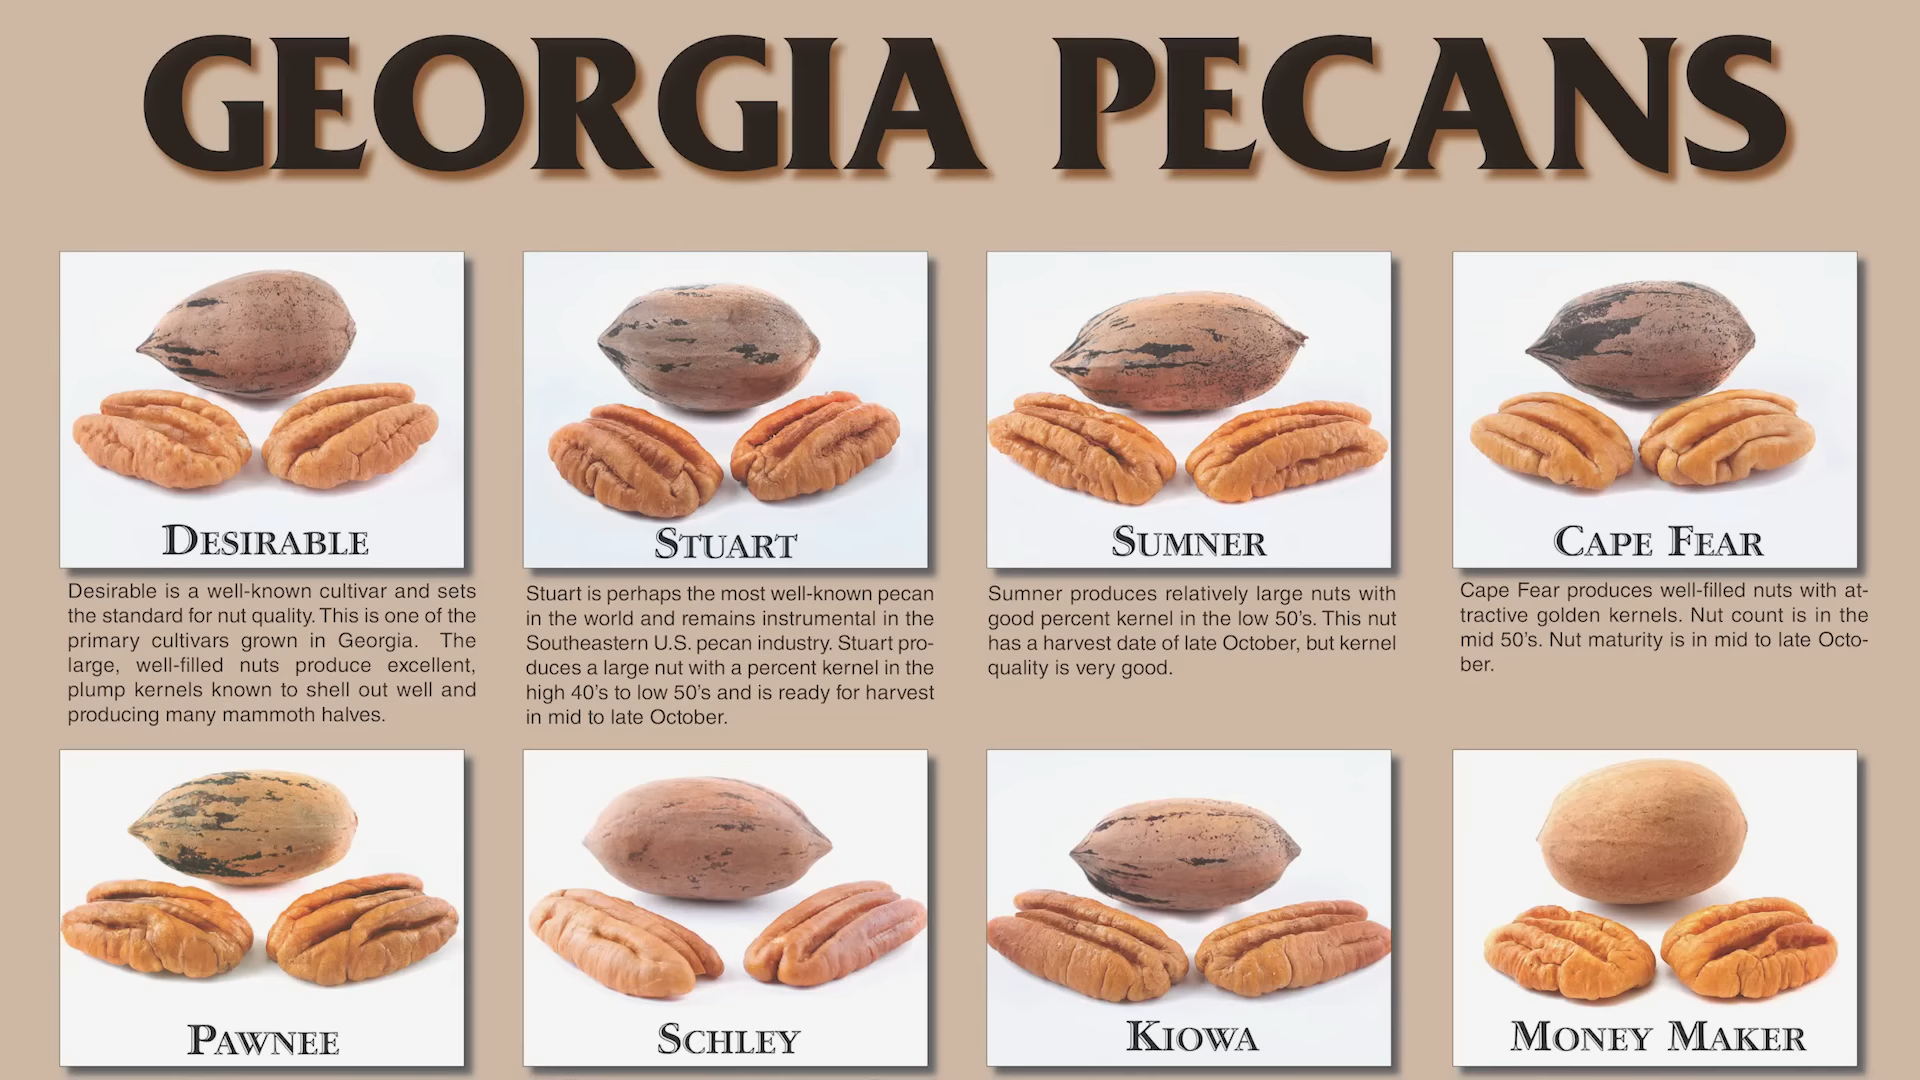 GEORGIA PECANS
DESIRABLE
Desirable is a well-known cultivar and sets
the standard for nut quality. This is one of the
primary cultivars grown in Georgia. The
large, well-filled nuts produce excellent,
plump kernels known to shell out well and
producing many mammoth halves.
STUART
Stuart is perhaps the most well-known pecan
in the world and remains instrumental in the
Southeastern U.S. pecan industry. Stuart pro-
duces a large nut with a percent kernel in the
high 40's to low 50's and is ready for harvest
in mid to late October.
SUMNER
Sumner produces relatively large nuts with
good percent kernel in the low 50's. This nut
has a harvest date of late October, but kernel
quality is very good.
CAPE FEAR
Cape Fear produces well-filled nuts with at-
tractive golden kernels. Nut count is in the
mid 50's. Nut maturity is in mid to late Octo-
ber.
PAWNEE
SCHLEY
KIOWA
MONEY MAKER